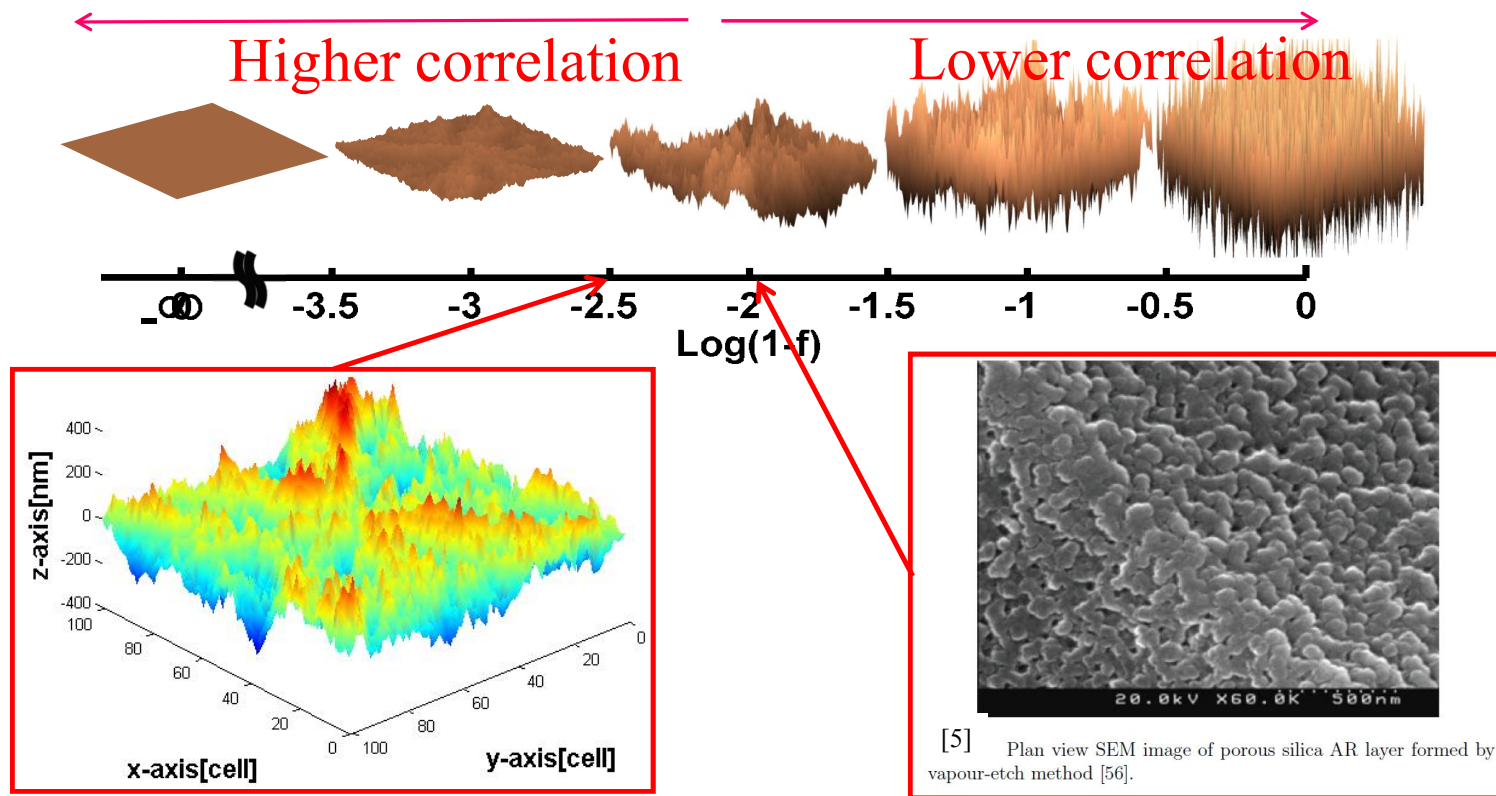 Higher correlation
Lower correlation
-3.5 -3 -2.5 -2 -1.5 -1 -0.5 0
Log(1-f)
z-axis[nm]
400
200
0
-200
-400
100
80
60
40
20
0
x-axis[cell]
0
20
40
60
80
100
y-axis[cell]
20.0kV X60.0K 500nm
[5] Plan view SEM image of porous silica AR layer formed by
vapour-etch method [56].